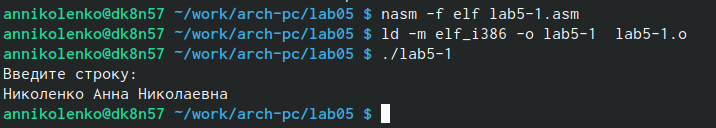 annikolenko@dk8n57 ~/work/arch-pc/lab05 $ nasm -f elf lab5-1.asm
annikolenko@dk8n57 ~/work/arch-pc/lab05 $ ld -m elf_i386 -o lab5-1  lab5-1.o
annikolenko@dk8n57 ~/work/arch-pc/lab05 $ ./lab5-1
Введите строку:
Николенко Анна Николаевна
annikolenko@dk8n57 ~/work/arch-pc/lab05 $